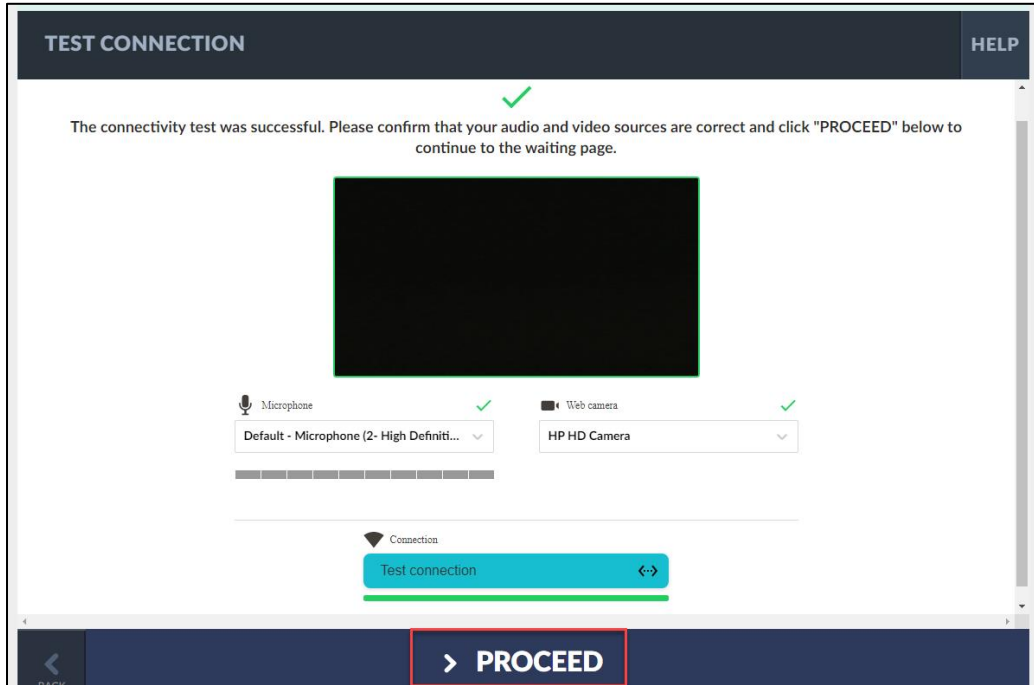 TEST CONNECTION
HELP
The connectivity test was successful. Please confirm that your audio and video sources are correct and click "PROCEED" below to
continue to the waiting page.
Microphone
Web camera
Default - Microphone (2- High Definiti...
HP HD Camera
Connection
Test connection
PROCEED
BACK